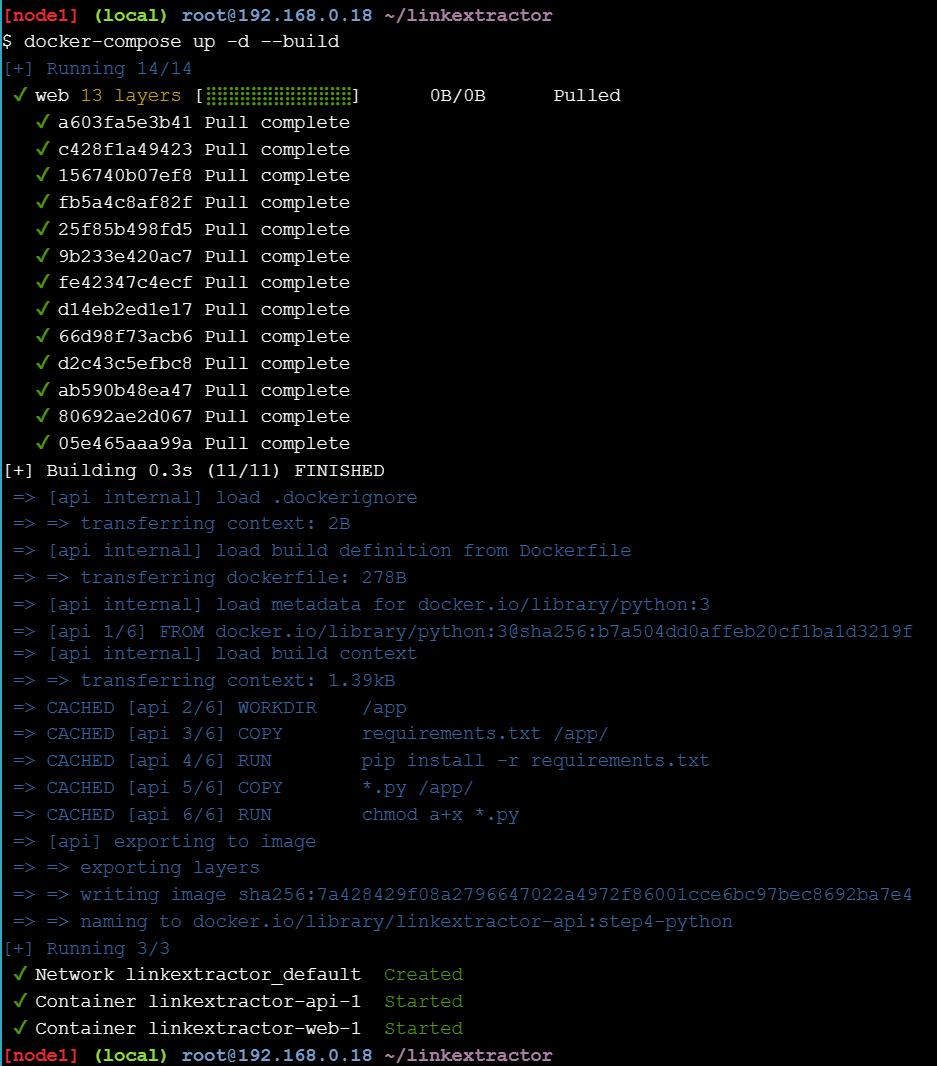 [node1] (local) root@192.168.0.18 ~/linkextractor
$ docker-compose up -d --build
[+] Running 14/14
✓ web 13 layers [⣿⣿⣿⣿⣿⣿⣿⣿⣿⣿⣿⣿⣿] 0B/0B Pulled
✓ a603fa5e3b41 Pull complete
✓ c428f1a49423 Pull complete
✓ 156740b07ef8 Pull complete
✓ fb5a4c8af82f Pull complete
✓ 25f85b498fd5 Pull complete
✓ 9b233e420ac7 Pull complete
✓ fe42347c4ecf Pull complete
✓ d14eb2ed1e17 Pull complete
✓ 66d98f73acb6 Pull complete
✓ d2c43c5efbc8 Pull complete
✓ ab590b48ea47 Pull complete
✓ 80692ae2d067 Pull complete
✓ 05e465aaa99a Pull complete
[+] Building 0.3s (11/11) FINISHED
=> [api internal] load .dockerignore
=> => transferring context: 2B
=> [api internal] load build definition from Dockerfile
=> => transferring dockerfile: 278B
=> [api internal] load metadata for docker.io/library/python:3
=> [api 1/6] FROM docker.io/library/python:3@sha256:b7a504dd0affeb20cf1ba1d3219f
=> [api internal] load build context
=> => transferring context: 1.39kB
=> CACHED [api 2/6] WORKDIR /app
=> CACHED [api 3/6] COPY requirements.txt /app/
=> CACHED [api 4/6] RUN pip install -r requirements.txt
=> CACHED [api 5/6] COPY *.py /app/
=> CACHED [api 6/6] RUN chmod a+x *.py
=> [api] exporting to image
=> => exporting layers
=> => writing image sha256:7a428429f08a2796647022a4972f86001cce6bc97bec8692ba7e4
=> => naming to docker.io/library/linkextractor-api:step4-python
[+] Running 3/3
✓ Network linkextractor_default Created
✓ Container linkextractor-api-1 Started
✓ Container linkextractor-web-1 Started
[node1] (local) root@192.168.0.18 ~/linkextractor